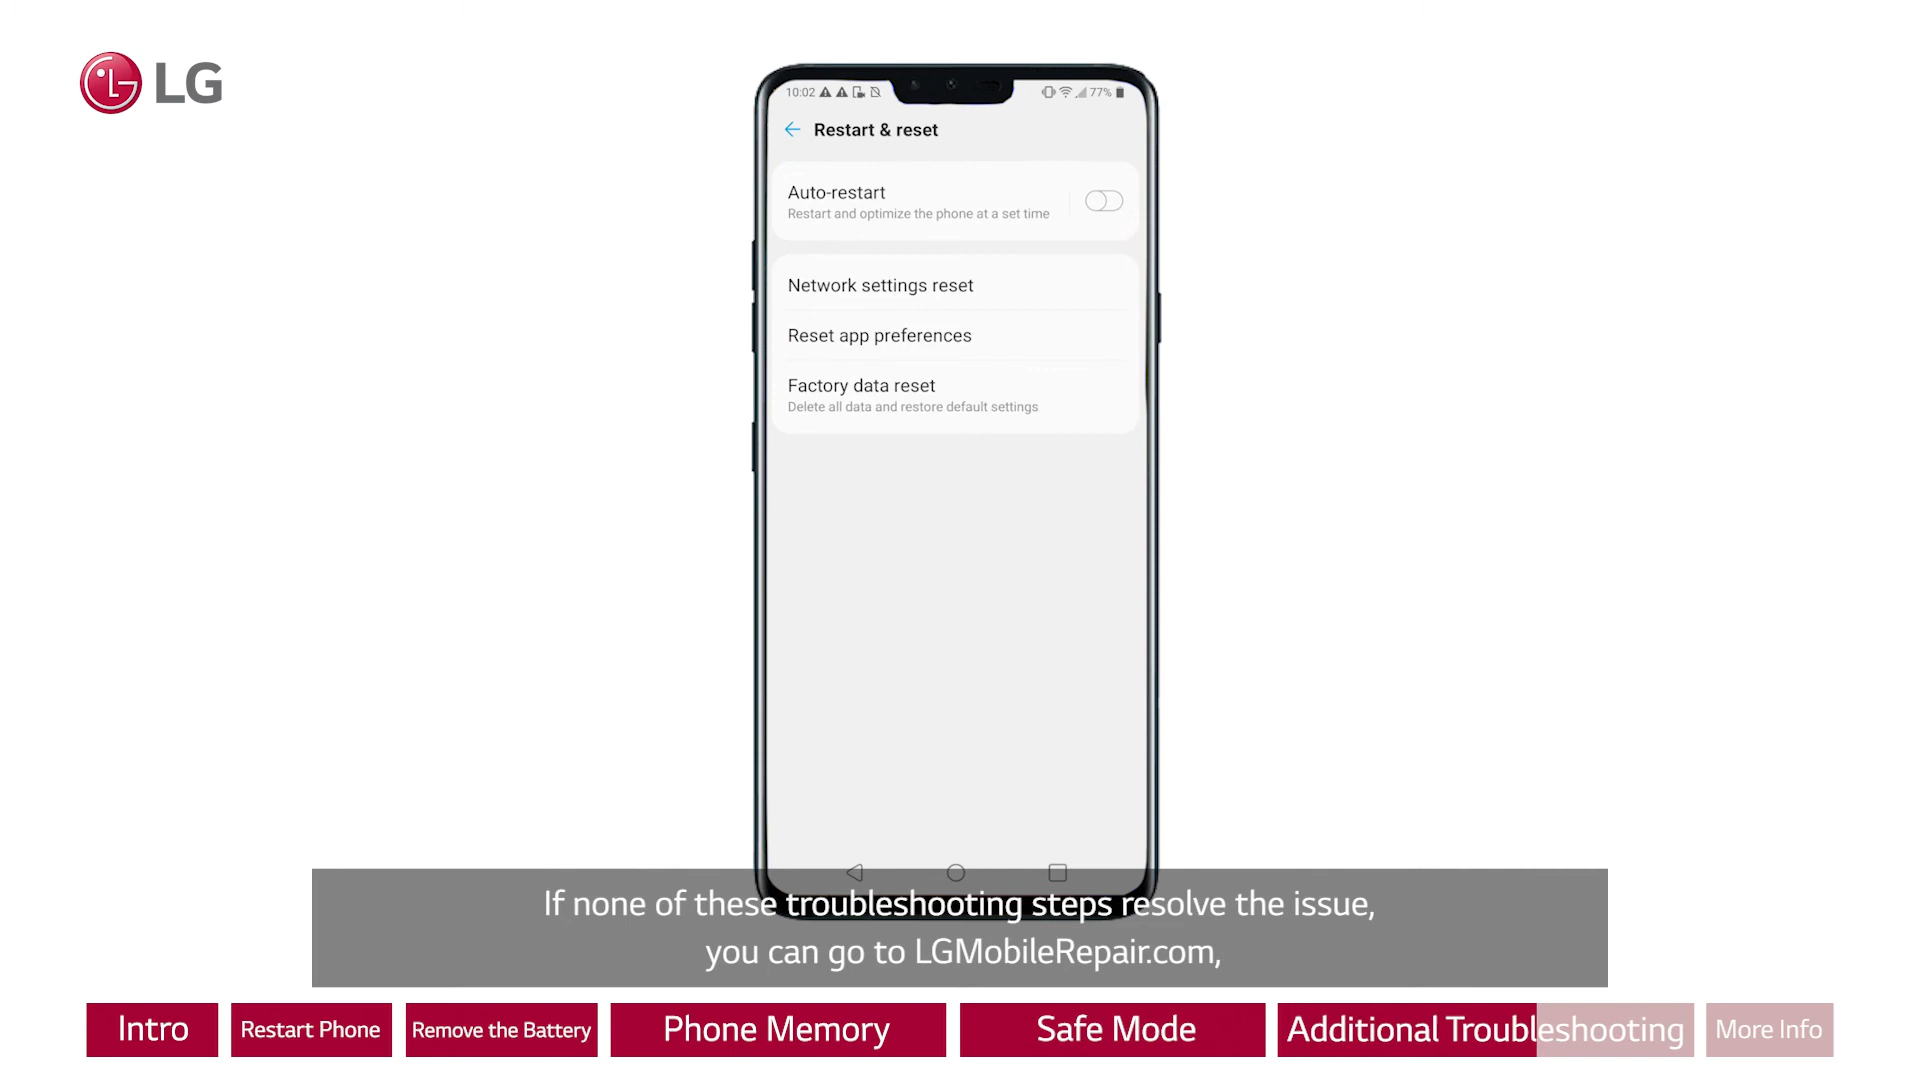 LG
10:02
77%
Restart & reset
Auto-restart
Restart and optimize the phone at a set time
Network settings reset
Reset app preferences
Factory data reset
Delete all data and restore default settings
If none of these troubleshooting steps resolve the issue,
you can go to LGMobileRepair.com,
Intro
Restart Phone
Remove the Battery
Phone Memory
Safe Mode
Additional Troubleshooting
More Info